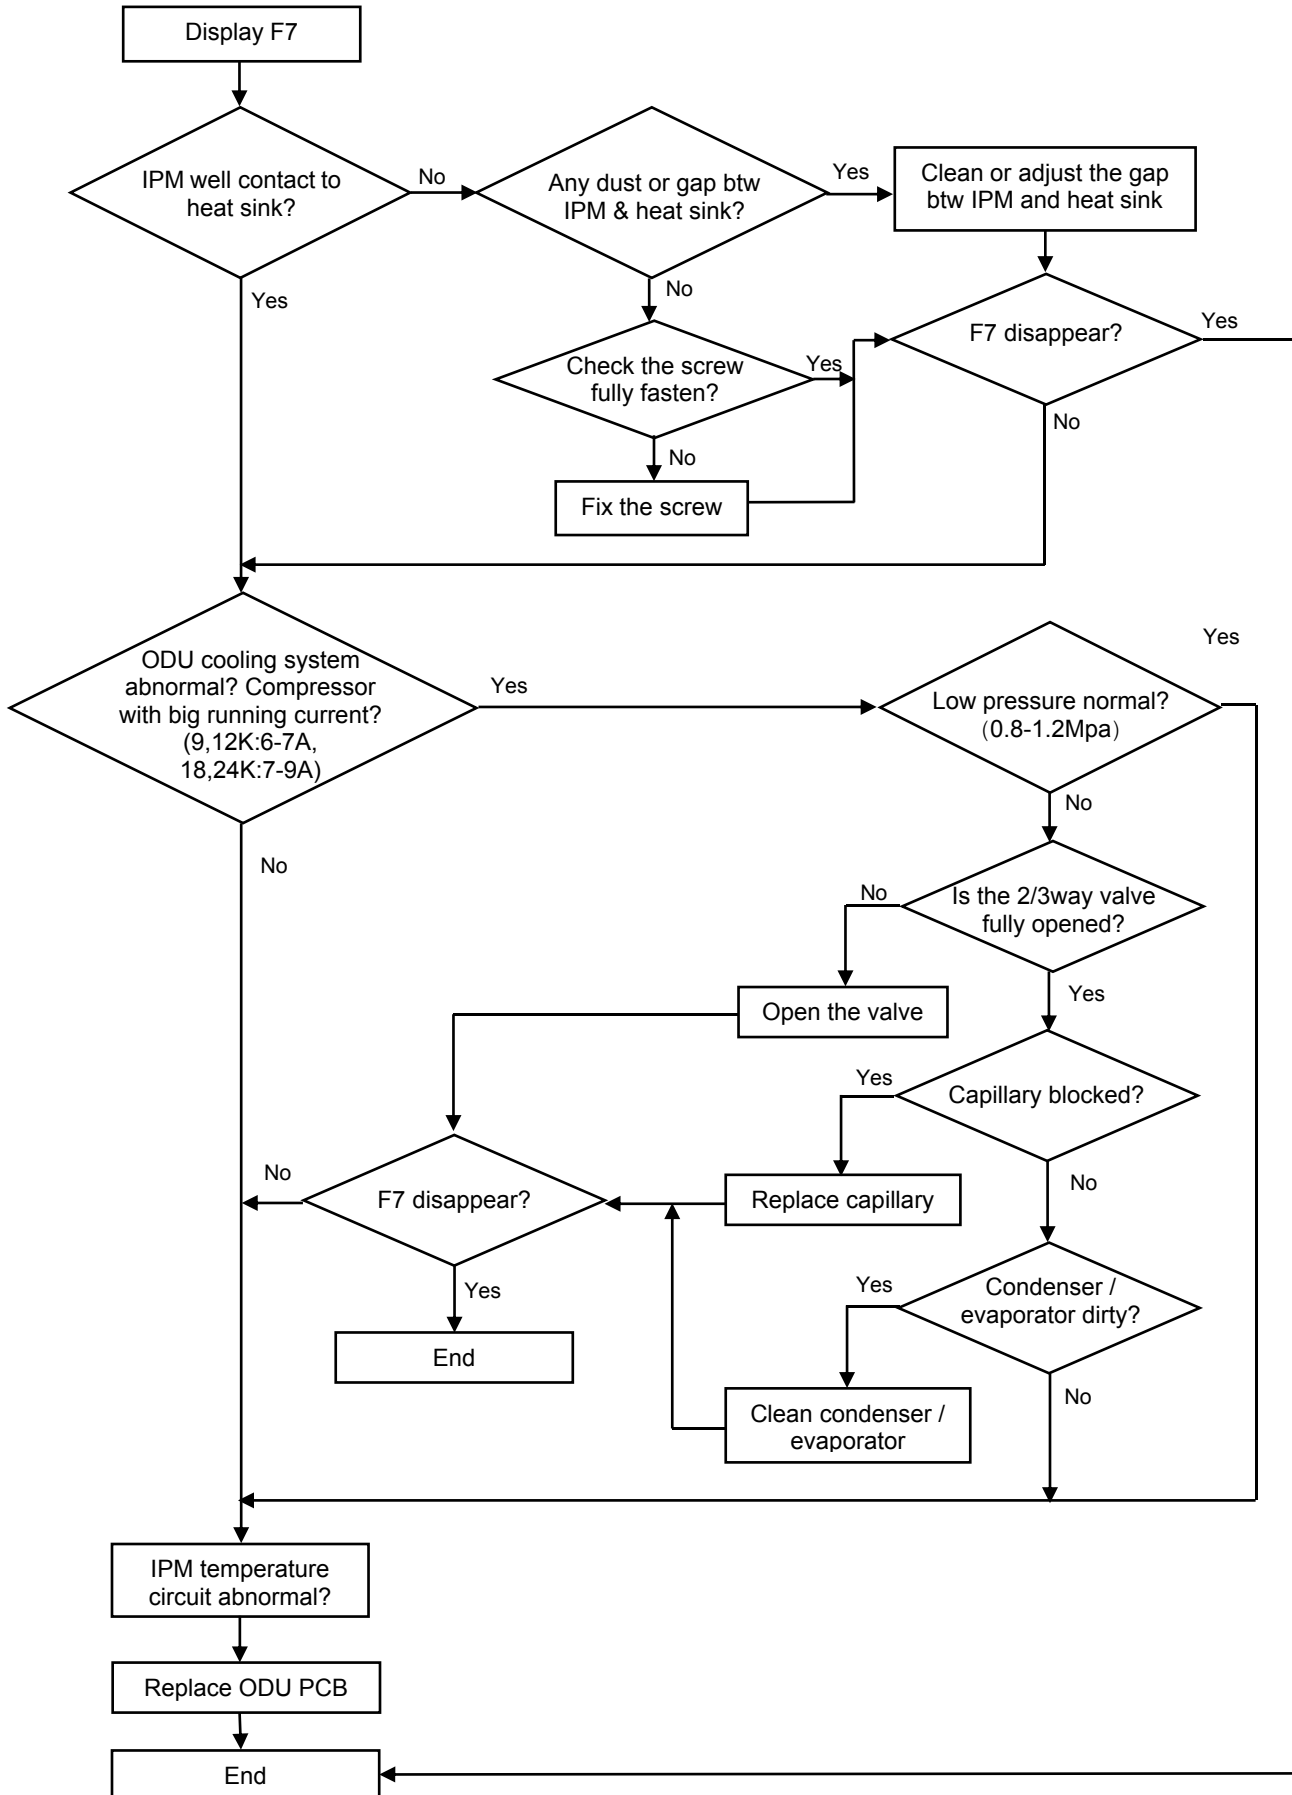 Display F7
IPM well contact to
heat sink?
No
Any dust or gap btw
IPM & heat sink?
Yes
Clean or adjust the gap
btw IPM and heat sink
Yes
No
F7 disappear?
Yes
Check the screw
fully fasten?
Yes
No
No
Fix the screw
ODU cooling system
abnormal? Compressor
with big running current?
(9,12K:6-7A,
18,24K:7-9A)
Yes
Low pressure normal?
（0.8-1.2Mpa）
Yes
No
No
Is the 2/3way valve
fully opened?
No
Yes
Open the valve
Capillary blocked?
Yes
No
Replace capillary
F7 disappear?
No
Yes
End
Condenser /
evaporator dirty?
Yes
No
Clean condenser /
evaporator
IPM temperature
circuit abnormal?
Replace ODU PCB
End